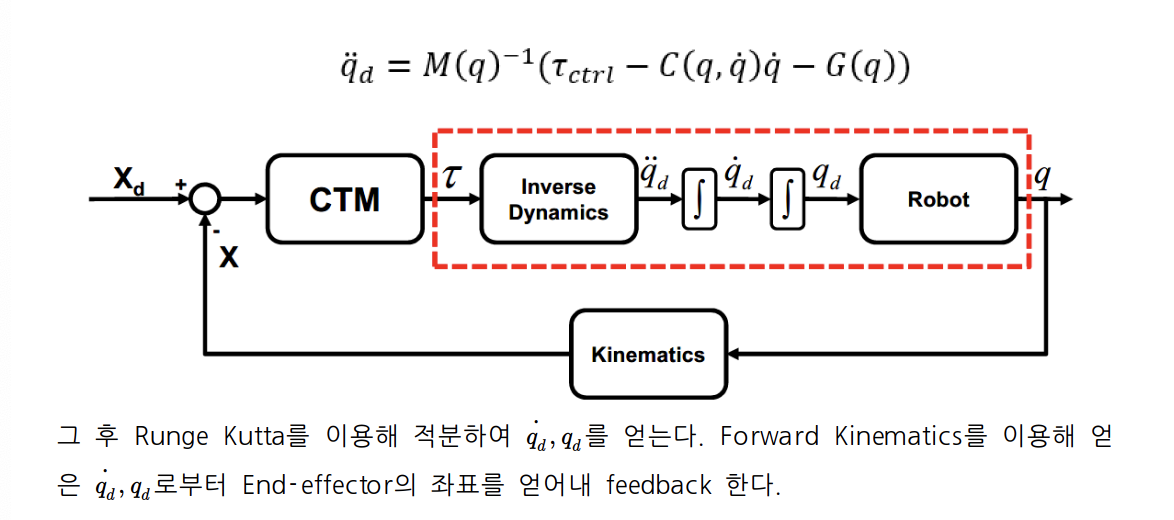 q̈_d = M(q)⁻¹(τ_ctrl − C(q, q̇)q̇ − G(q))
X_d + CTM τ Inverse Dynamics q̈_d ∫ q̇_d ∫ q_d Robot q
-
X
Kinematics
그 후 Runge Kutta를 이용해 적분하여 q̇_d, q_d를 얻는다. Forward Kinematics를 이용해 얻
은 q̇_d, q_d로부터 End-effector의 좌표를 얻어내 feedback 한다.